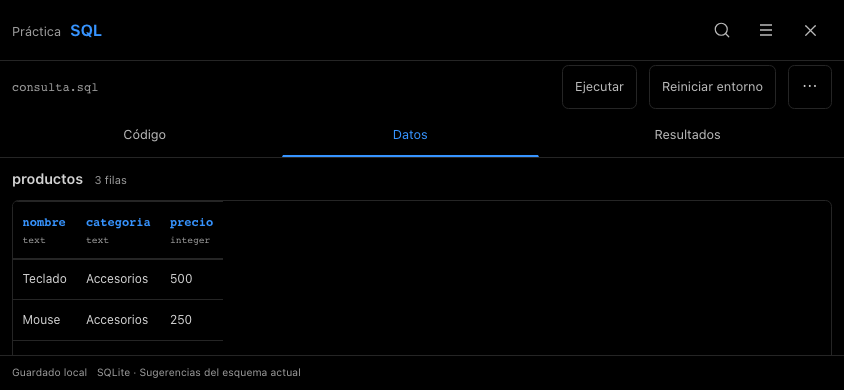 Práctica SQL
consulta.sql Ejecutar Reiniciar entorno ···
Código Datos Resultados
productos 3 filas
nombre categoria precio
text text integer
Teclado Accesorios 500
Mouse Accesorios 250
Guardado local SQLite · Sugerencias del esquema actual